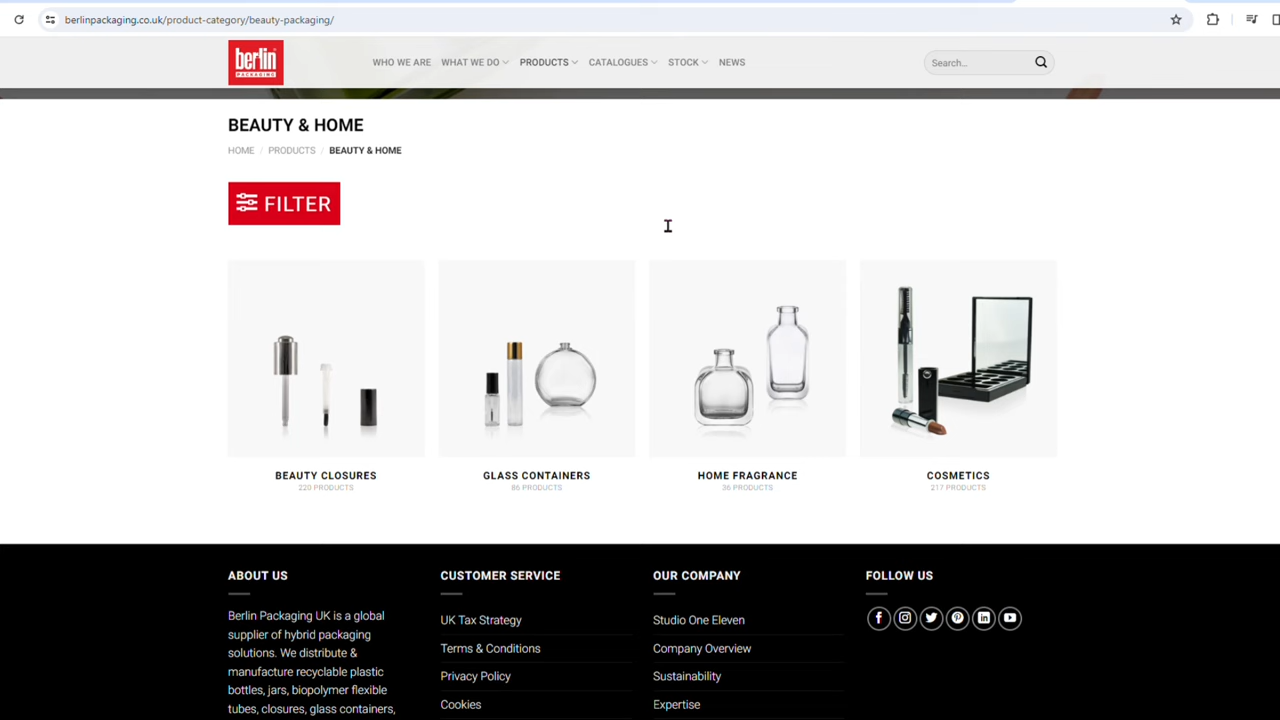 berlinpackaging.co.uk/product-category/beauty-packaging/
berlin
PACKAGING
WHO WE ARE WHAT WE DO PRODUCTS CATALOGUES STOCK NEWS
Search...
BEAUTY & HOME
HOME / PRODUCTS / BEAUTY & HOME
FILTER
BEAUTY CLOSURES
220 PRODUCTS
GLASS CONTAINERS
86 PRODUCTS
HOME FRAGRANCE
36 PRODUCTS
COSMETICS
217 PRODUCTS
ABOUT US
Berlin Packaging UK is a global
supplier of hybrid packaging
solutions. We distribute &
manufacture recyclable plastic
bottles, jars, biopolymer flexible
tubes, closures, glass containers,
CUSTOMER SERVICE
UK Tax Strategy
Terms & Conditions
Privacy Policy
Cookies
OUR COMPANY
Studio One Eleven
Company Overview
Sustainability
Expertise
FOLLOW US